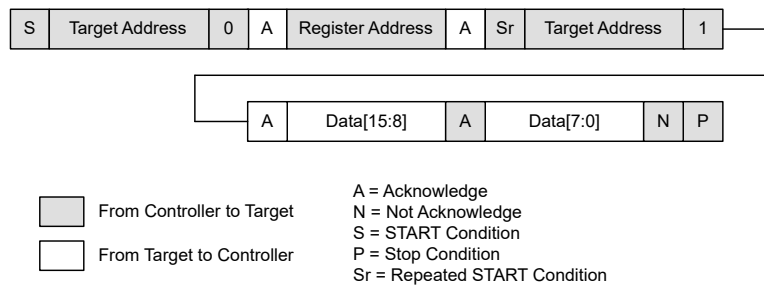 S Target Address 0 A Register Address A Sr Target Address 1
A Data[15:8] A Data[7:0] N P
From Controller to Target
From Target to Controller
A = Acknowledge
N = Not Acknowledge
S = START Condition
P = Stop Condition
Sr = Repeated START Condition